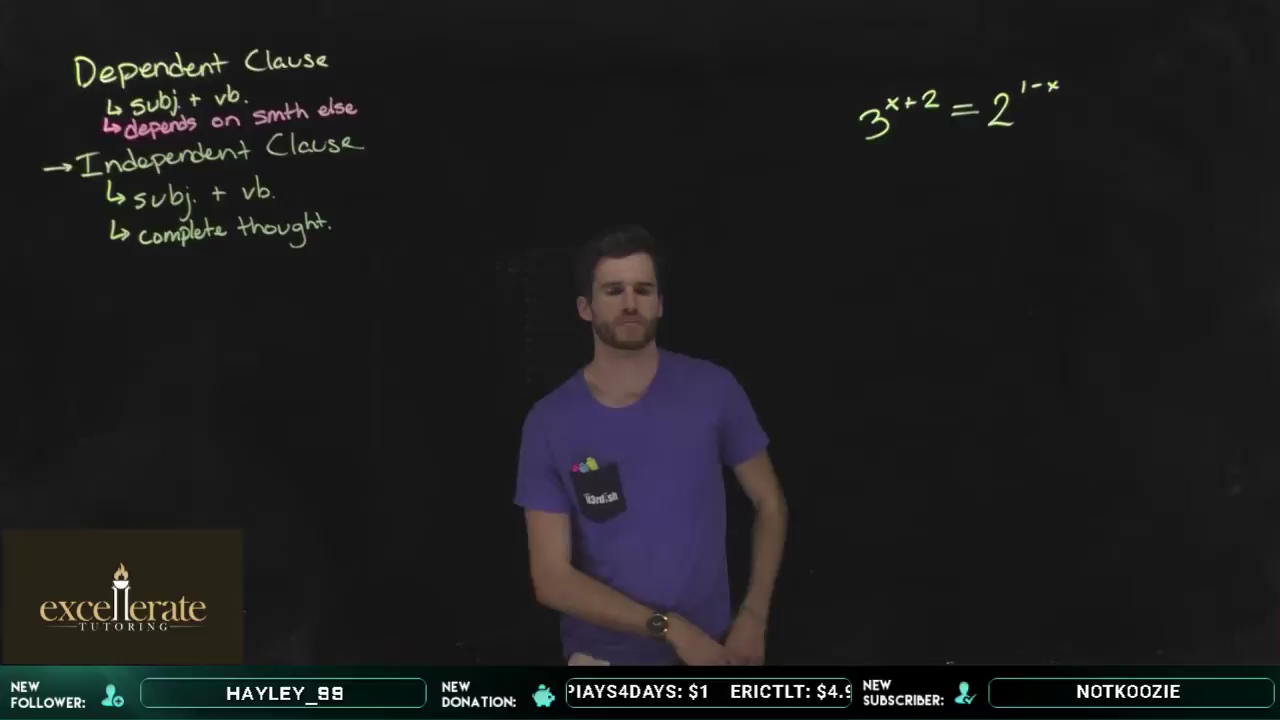 Dependent Clause
↳ subj. + vb.
↳ depends on smth else
→ Independent Clause
↳ subj. + vb.
↳ complete thought.
3^{x+2} = 2^{1-x}
excellerate
TUTORING
NEW FOLLOWER:
HAYLEY_99
NEW DONATION:
PIAYS4DAYS: $1 ERICTLT: $4.9
NEW SUBSCRIBER:
NOTKOOZIE